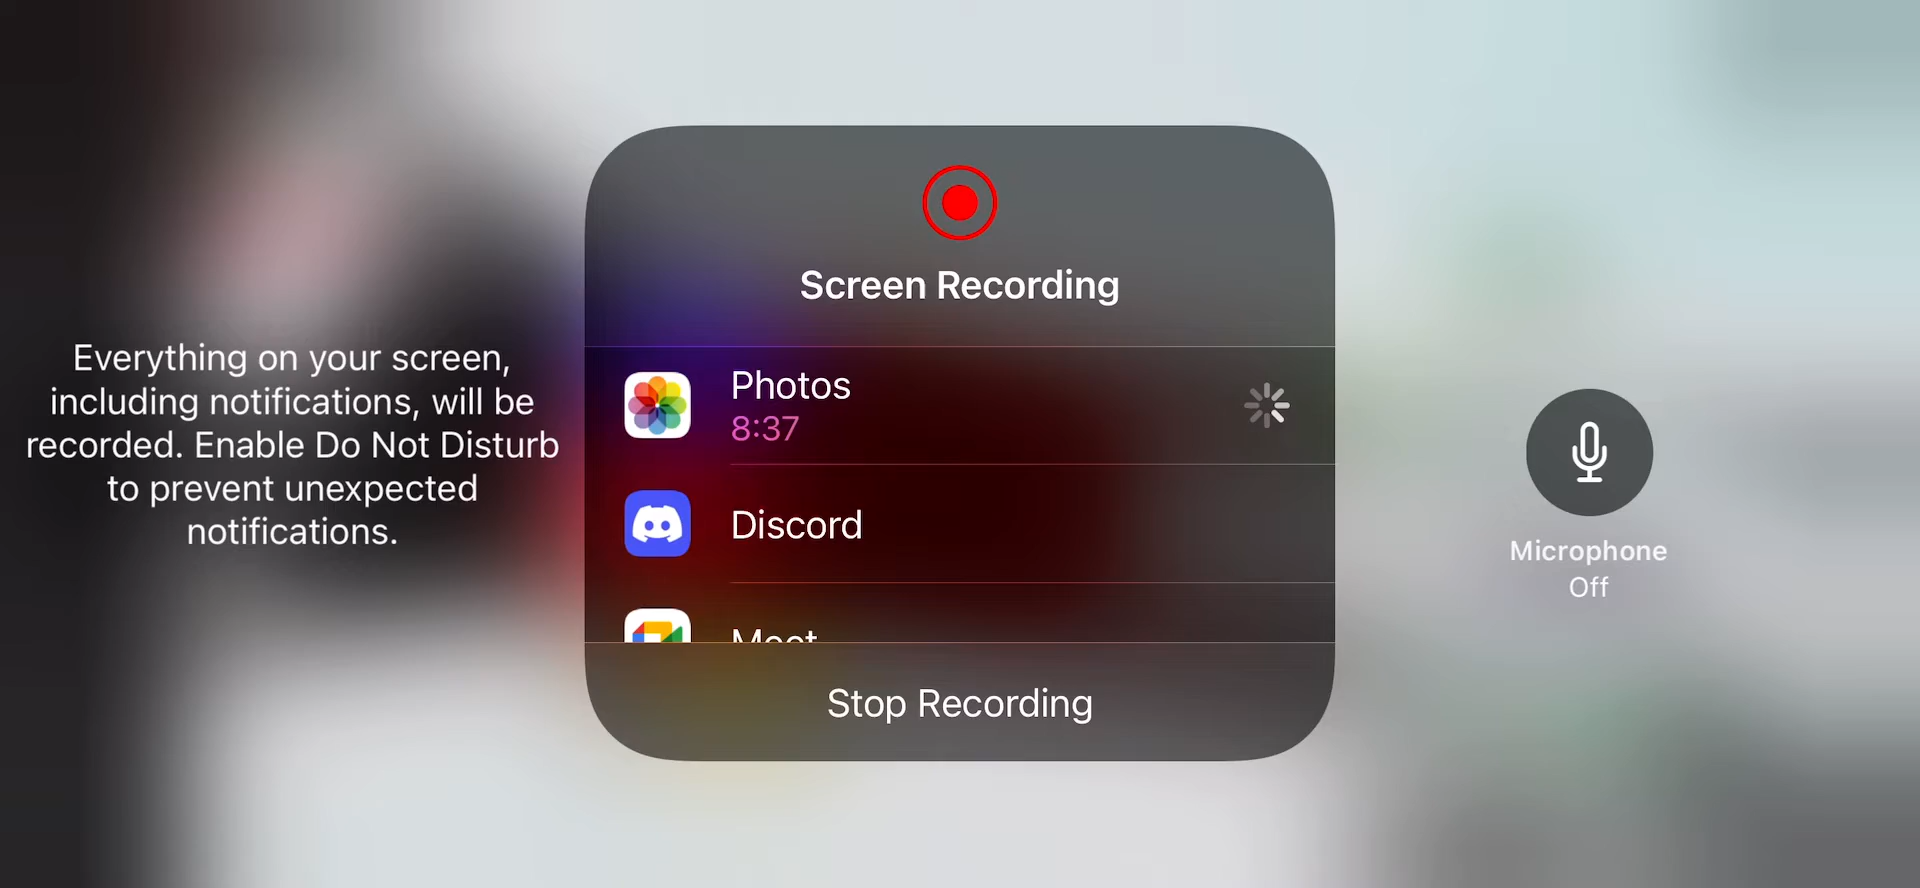 Everything on your screen,
including notifications, will be
recorded. Enable Do Not Disturb
to prevent unexpected
notifications.
Screen Recording
Photos
8:37
Discord
Meet
Stop Recording
Microphone
Off